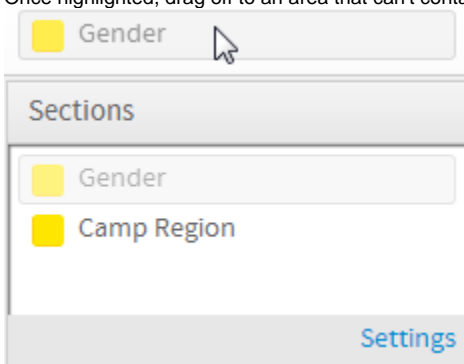 Once highlighted, drag off to an area that can't conta
Gender
Sections
Gender
Camp Region
Settings